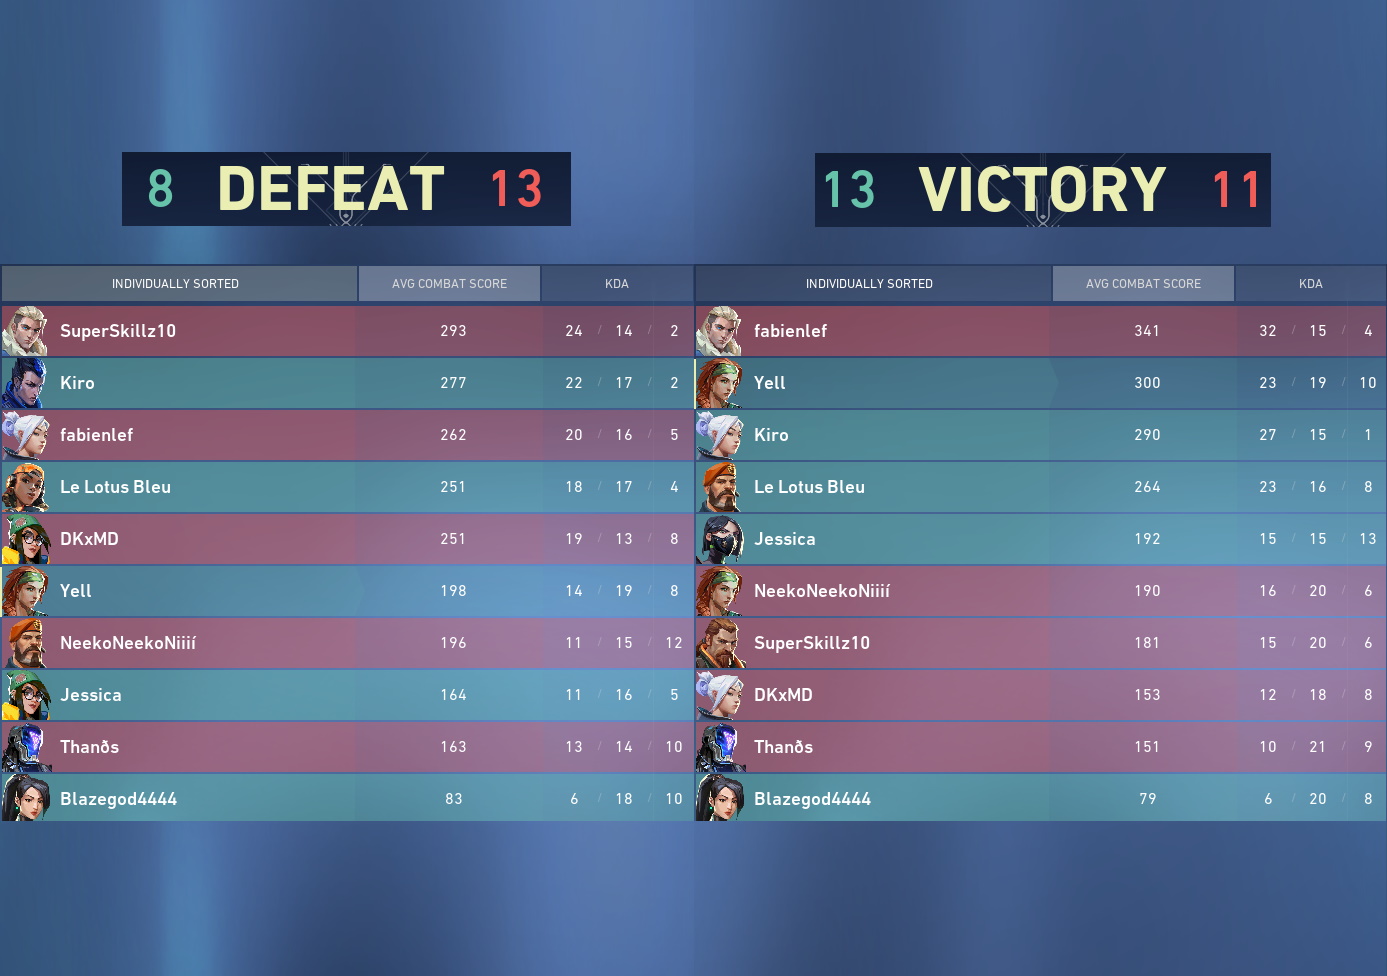 8 DEFEAT 13
INDIVIDUALLY SORTED AVG COMBAT SCORE KDA
SuperSkillz10 293 24 / 14 / 2
Kiro 277 22 / 17 / 2
fabienlef 262 20 / 16 / 5
Le Lotus Bleu 251 18 / 17 / 4
DKxMD 251 19 / 13 / 8
Yell 198 14 / 19 / 8
NeekoNeekoNiiií 196 11 / 15 / 12
Jessica 164 11 / 16 / 5
Thanðs 163 13 / 14 / 10
Blazegod4444 83 6 / 18 / 10
13 VICTORY 11
INDIVIDUALLY SORTED AVG COMBAT SCORE KDA
fabienlef 341 32 / 15 / 4
Yell 300 23 / 19 / 10
Kiro 290 27 / 15 / 1
Le Lotus Bleu 264 23 / 16 / 8
Jessica 192 15 / 15 / 13
NeekoNeekoNiiií 190 16 / 20 / 6
SuperSkillz10 181 15 / 20 / 6
DKxMD 153 12 / 18 / 8
Thanðs 151 10 / 21 / 9
Blazegod4444 79 6 / 20 / 8